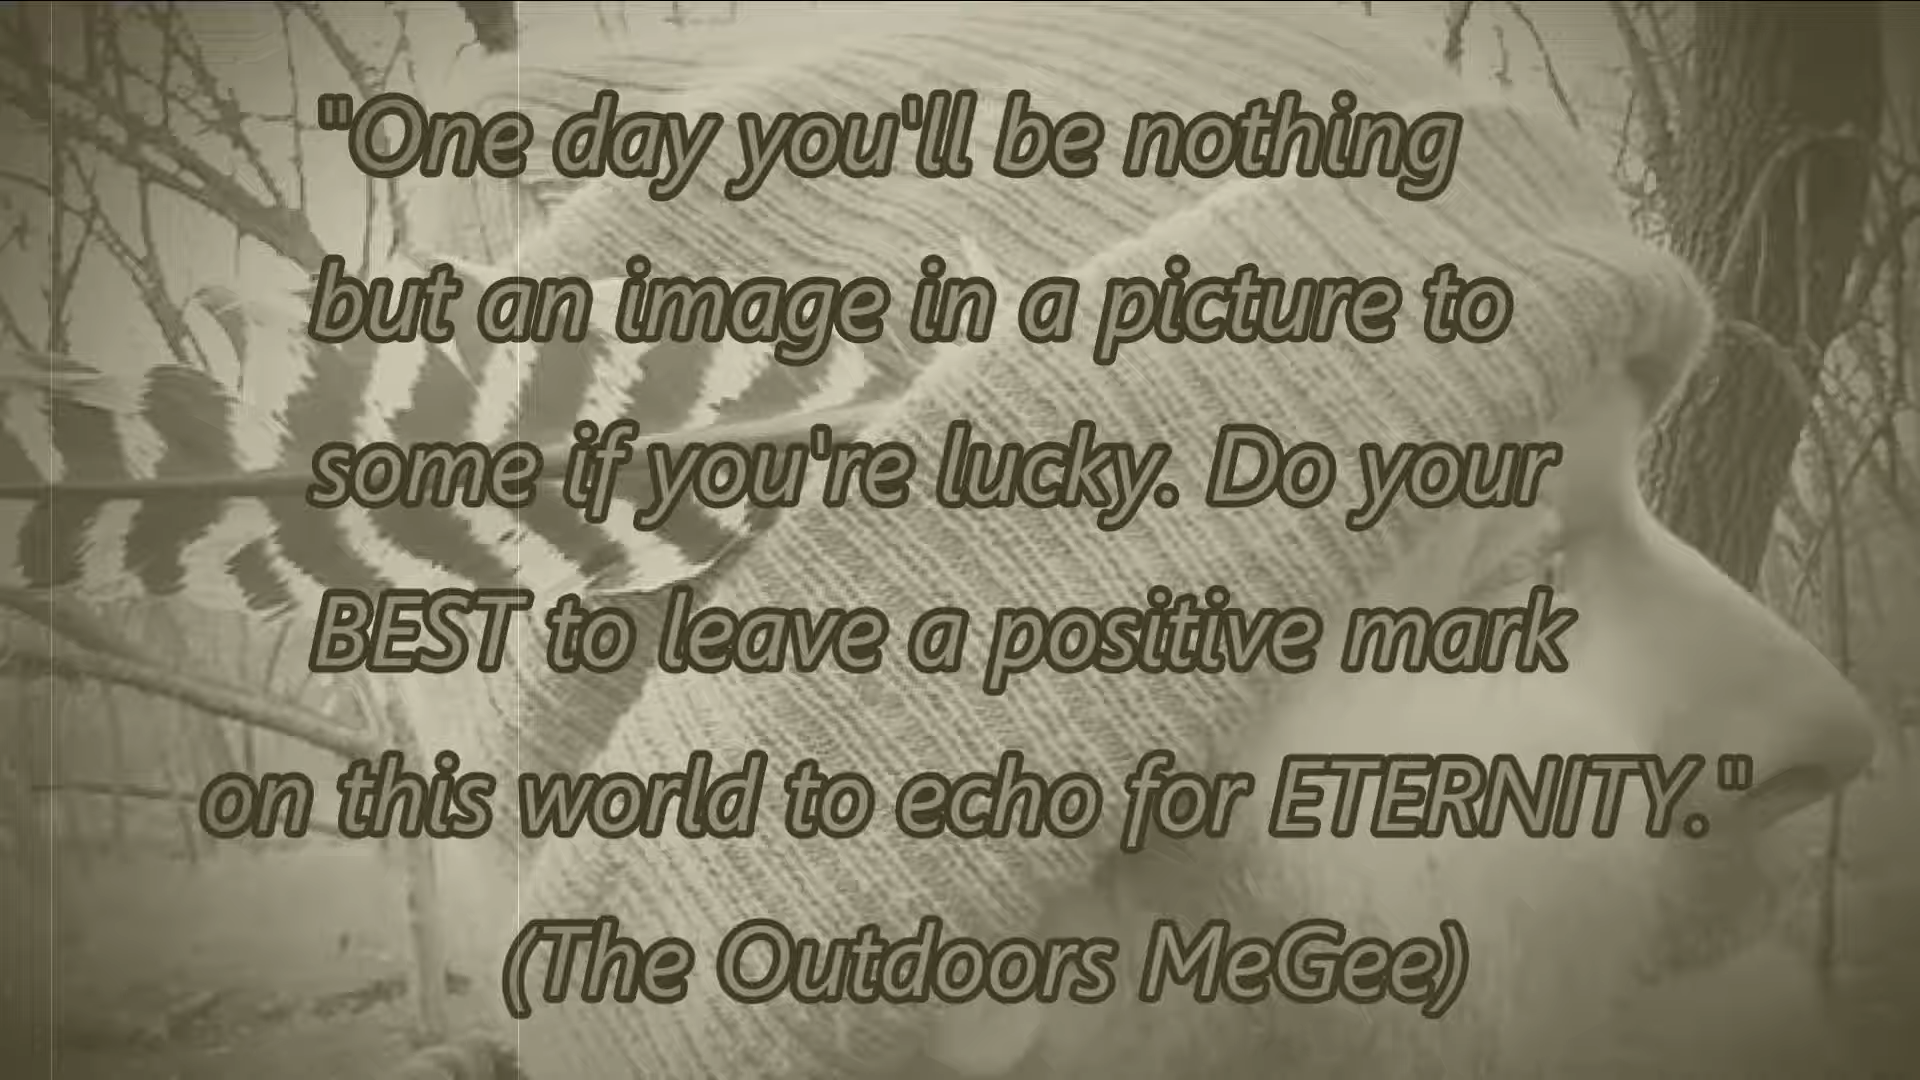 "One day you'll be nothing
but an image in a picture to
some if you're lucky. Do your
BEST to leave a positive mark
on this world to echo for ETERNITY."
(The Outdoors MeGee)